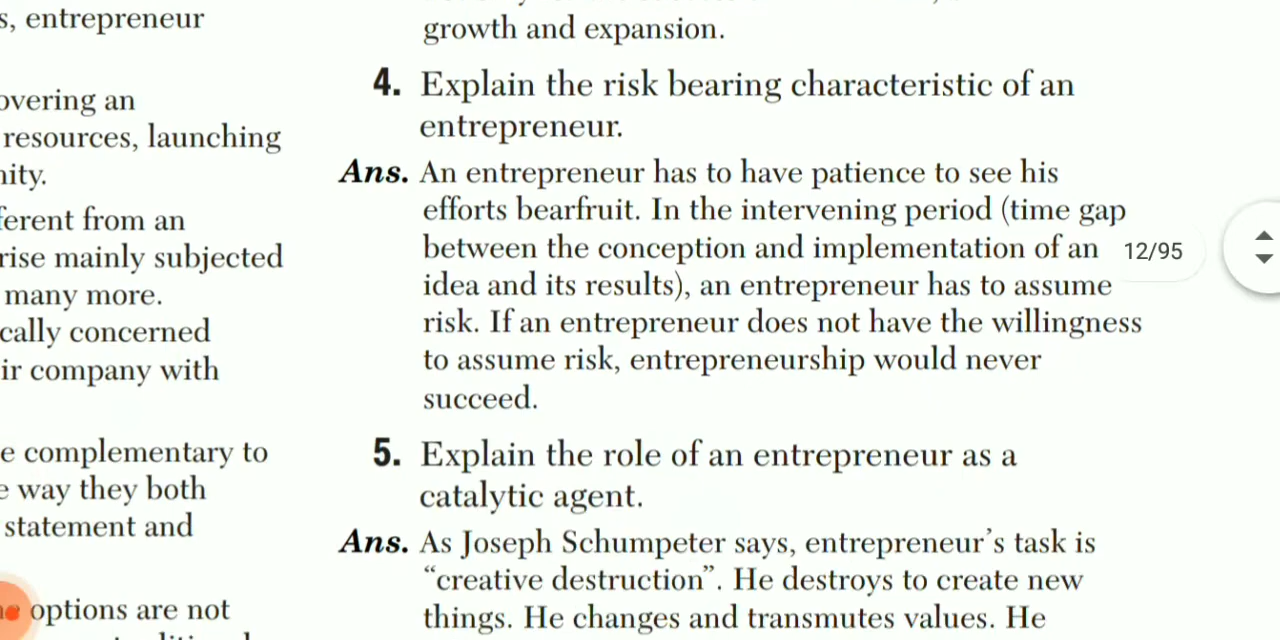 s, entrepreneur
overing an
resources, launching
nity.
ferent from an
rise mainly subjected
many more.
cally concerned
ir company with
e complementary to
e way they both
statement and
options are not
growth and expansion.
4. Explain the risk bearing characteristic of an
entrepreneur.
Ans. An entrepreneur has to have patience to see his
efforts bearfruit. In the intervening period (time gap
between the conception and implementation of an
idea and its results), an entrepreneur has to assume
risk. If an entrepreneur does not have the willingness
to assume risk, entrepreneurship would never
succeed.
5. Explain the role of an entrepreneur as a
catalytic agent.
Ans. As Joseph Schumpeter says, entrepreneur's task is
“creative destruction”. He destroys to create new
things. He changes and transmutes values. He
12/95